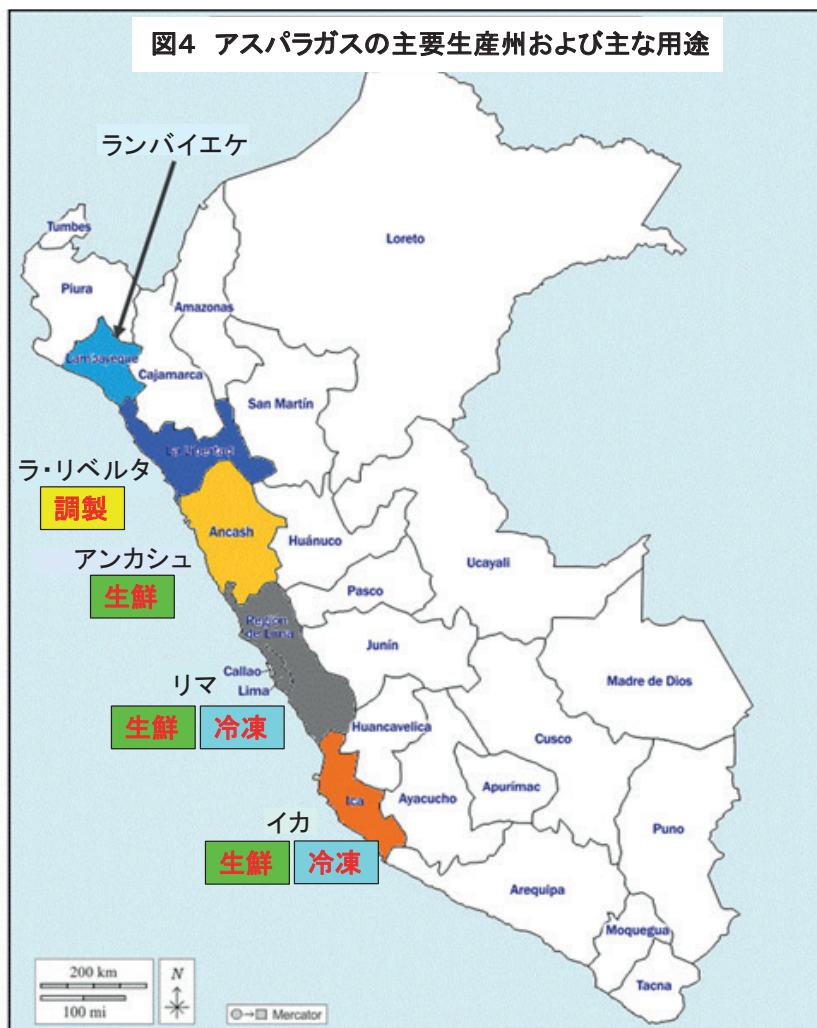 図4 アスパラガスの主要生産州および主な用途
ランバイエケ
Tumbes
Loreto
Piura
Amazonas
Lambayeque
Cajamarca
San Martín
La Libertad
ラ・リベルタ
調製
Ancash
Huánuco
アンカシュ
Ucayali
生鮮
Pasco
Región
de Lima
Junín
Callao
リマ
Lima
Madre de Dios
生鮮 冷凍
Huancavelica
Cusco
Ica
Ayacucho
Apurímac
イカ
Puno
生鮮 冷凍
Arequipa
Moquegua
200 km
N
Tacna
100 mi
Mercator